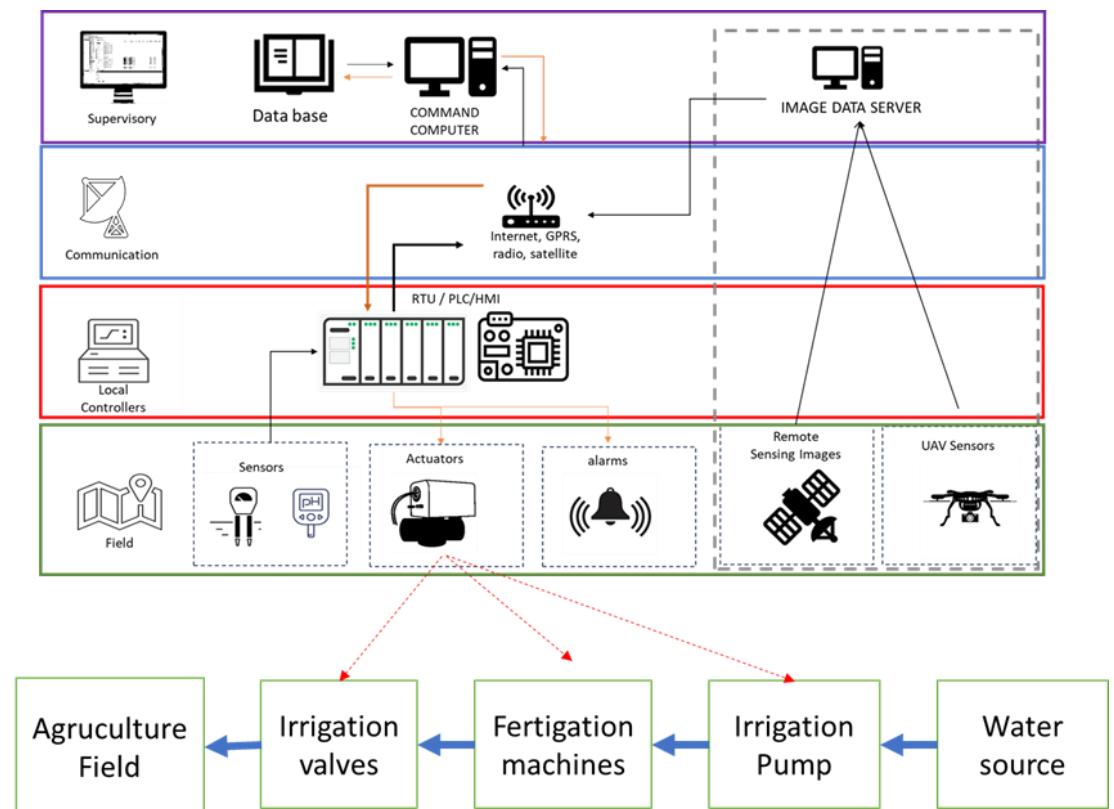 Supervisory
Data base
COMMAND
COMPUTER
IMAGE DATA SERVER
Communication
Internet, GPRS,
radio, satellite
RTU / PLC/HMI
Local
Controllers
Field
Sensors
pH
Actuators
alarms
Remote
Sensing Images
UAV Sensors
Agruculture
Field
Irrigation
valves
Fertigation
machines
Irrigation
Pump
Water
source